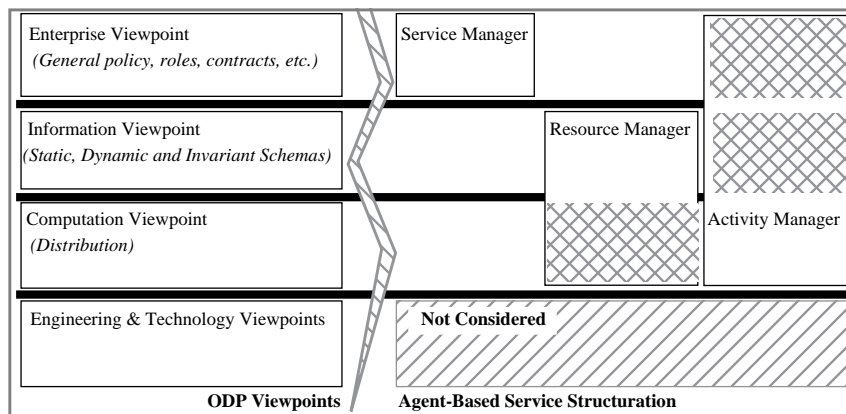 Enterprise Viewpoint
(General policy, roles, contracts, etc.)
Service Manager
Information Viewpoint
(Static, Dynamic and Invariant Schemas)
Resource Manager
Computation Viewpoint
(Distribution)
Activity Manager
Engineering & Technology Viewpoints
Not Considered
ODP Viewpoints
Agent-Based Service Structuration